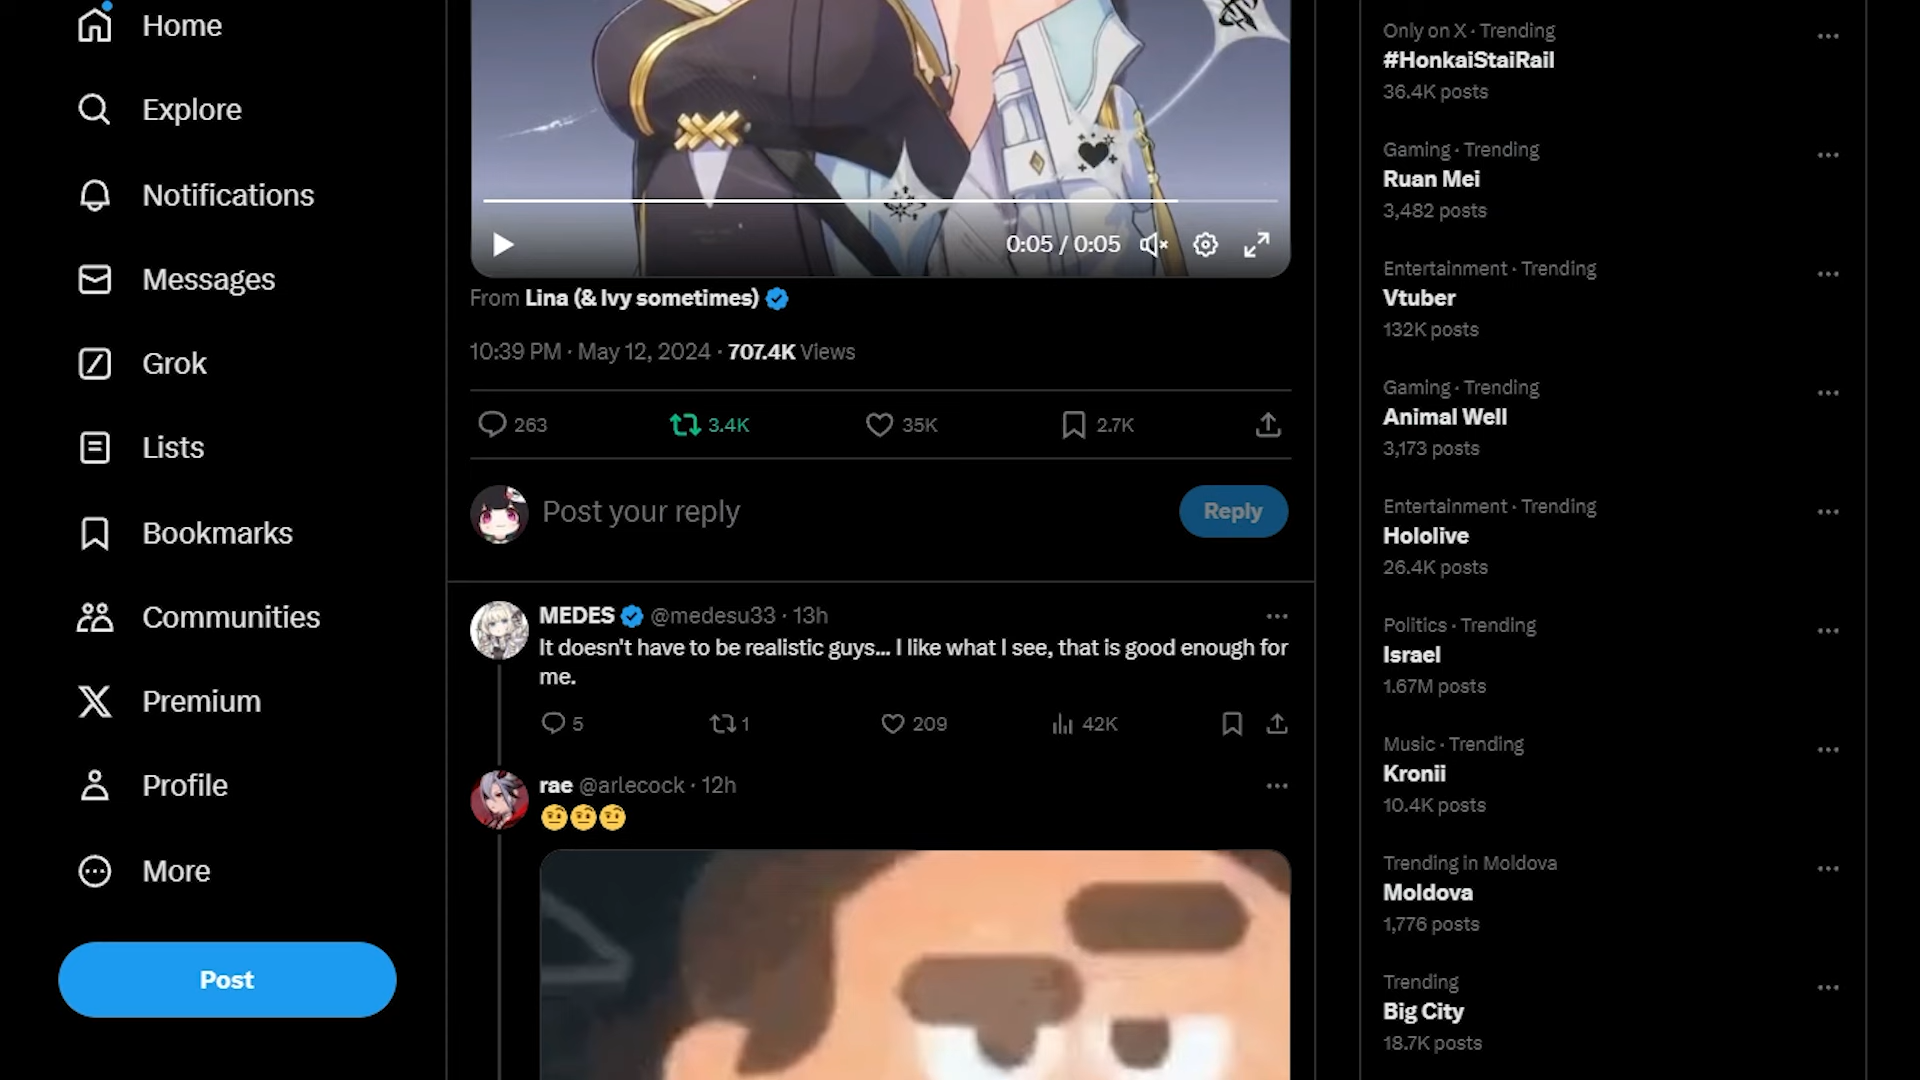 Home
Explore
Notifications
Messages
Grok
Lists
Bookmarks
Communities
Premium
Profile
More
Post
0:05 / 0:05
From Lina (& Ivy sometimes)
10:39 PM · May 12, 2024 · 707.4K Views
263 3.4K 35K 2.7K
Post your reply Reply
MEDES @medesu33 · 13h
It doesn't have to be realistic guys... I like what I see, that is good enough for
me.
5 1 209 42K
rae @arlecock · 12h
🤨🤨🤨
Only on X · Trending
#HonkaiStaiRail
36.4K posts
Gaming · Trending
Ruan Mei
3,482 posts
Entertainment · Trending
Vtuber
132K posts
Gaming · Trending
Animal Well
3,173 posts
Entertainment · Trending
Hololive
26.4K posts
Politics · Trending
Israel
1.67M posts
Music · Trending
Kronii
10.4K posts
Trending in Moldova
Moldova
1,776 posts
Trending
Big City
18.7K posts